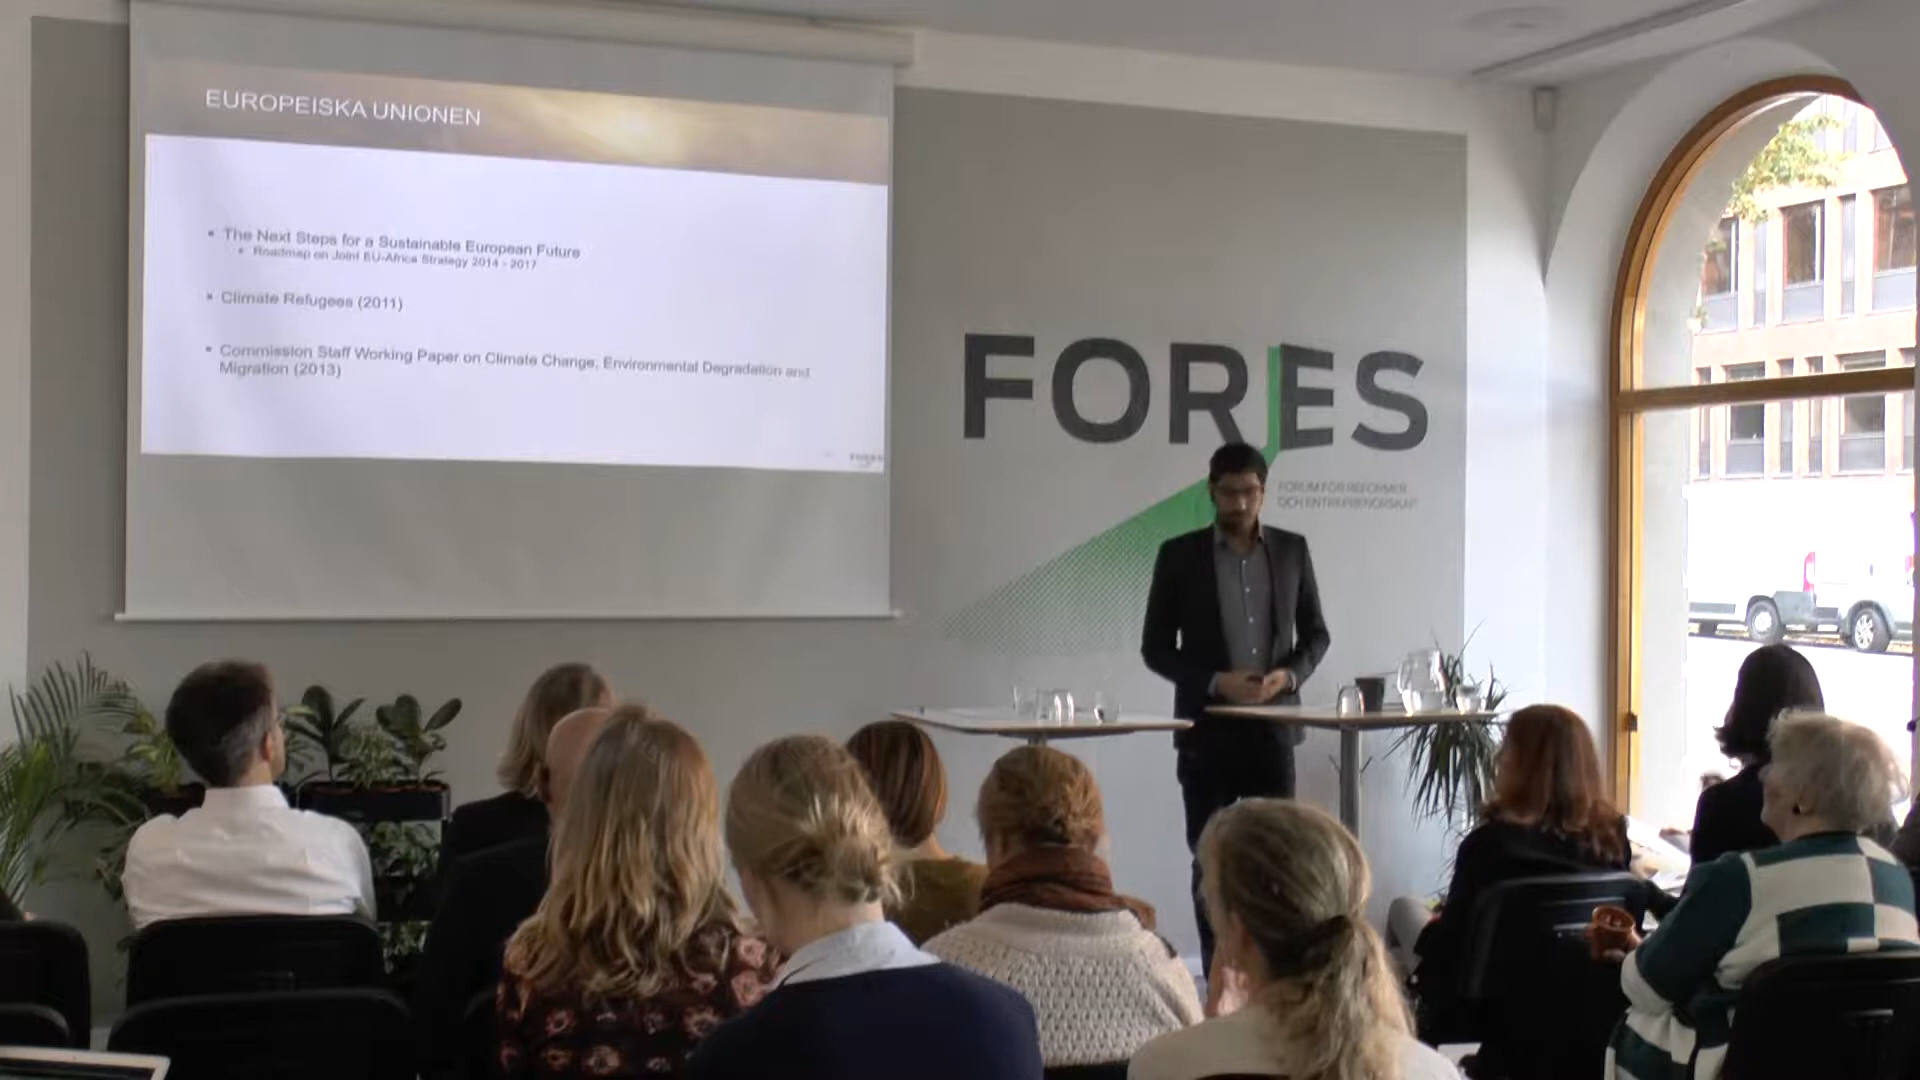 EUROPEISKA UNIONEN
The Next Steps for a Sustainable European Future
Roadmap on Joint EU-Africa Strategy 2014 - 2017
Climate Refugees (2011)
Commission Staff Working Paper on Climate Change, Environmental Degradation and
Migration (2013)
FORES
FORES
FORUM FÖR REFORMER
OCH ENTREPRENÖRSKAP